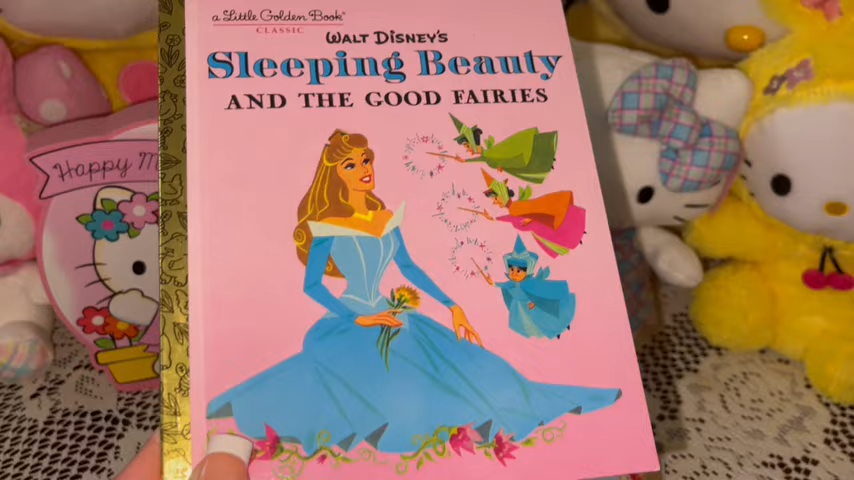 a Little Golden Book®
CLASSIC
WALT DISNEY'S
Sleeping Beauty
AND THE GOOD FAIRIES
Happy M